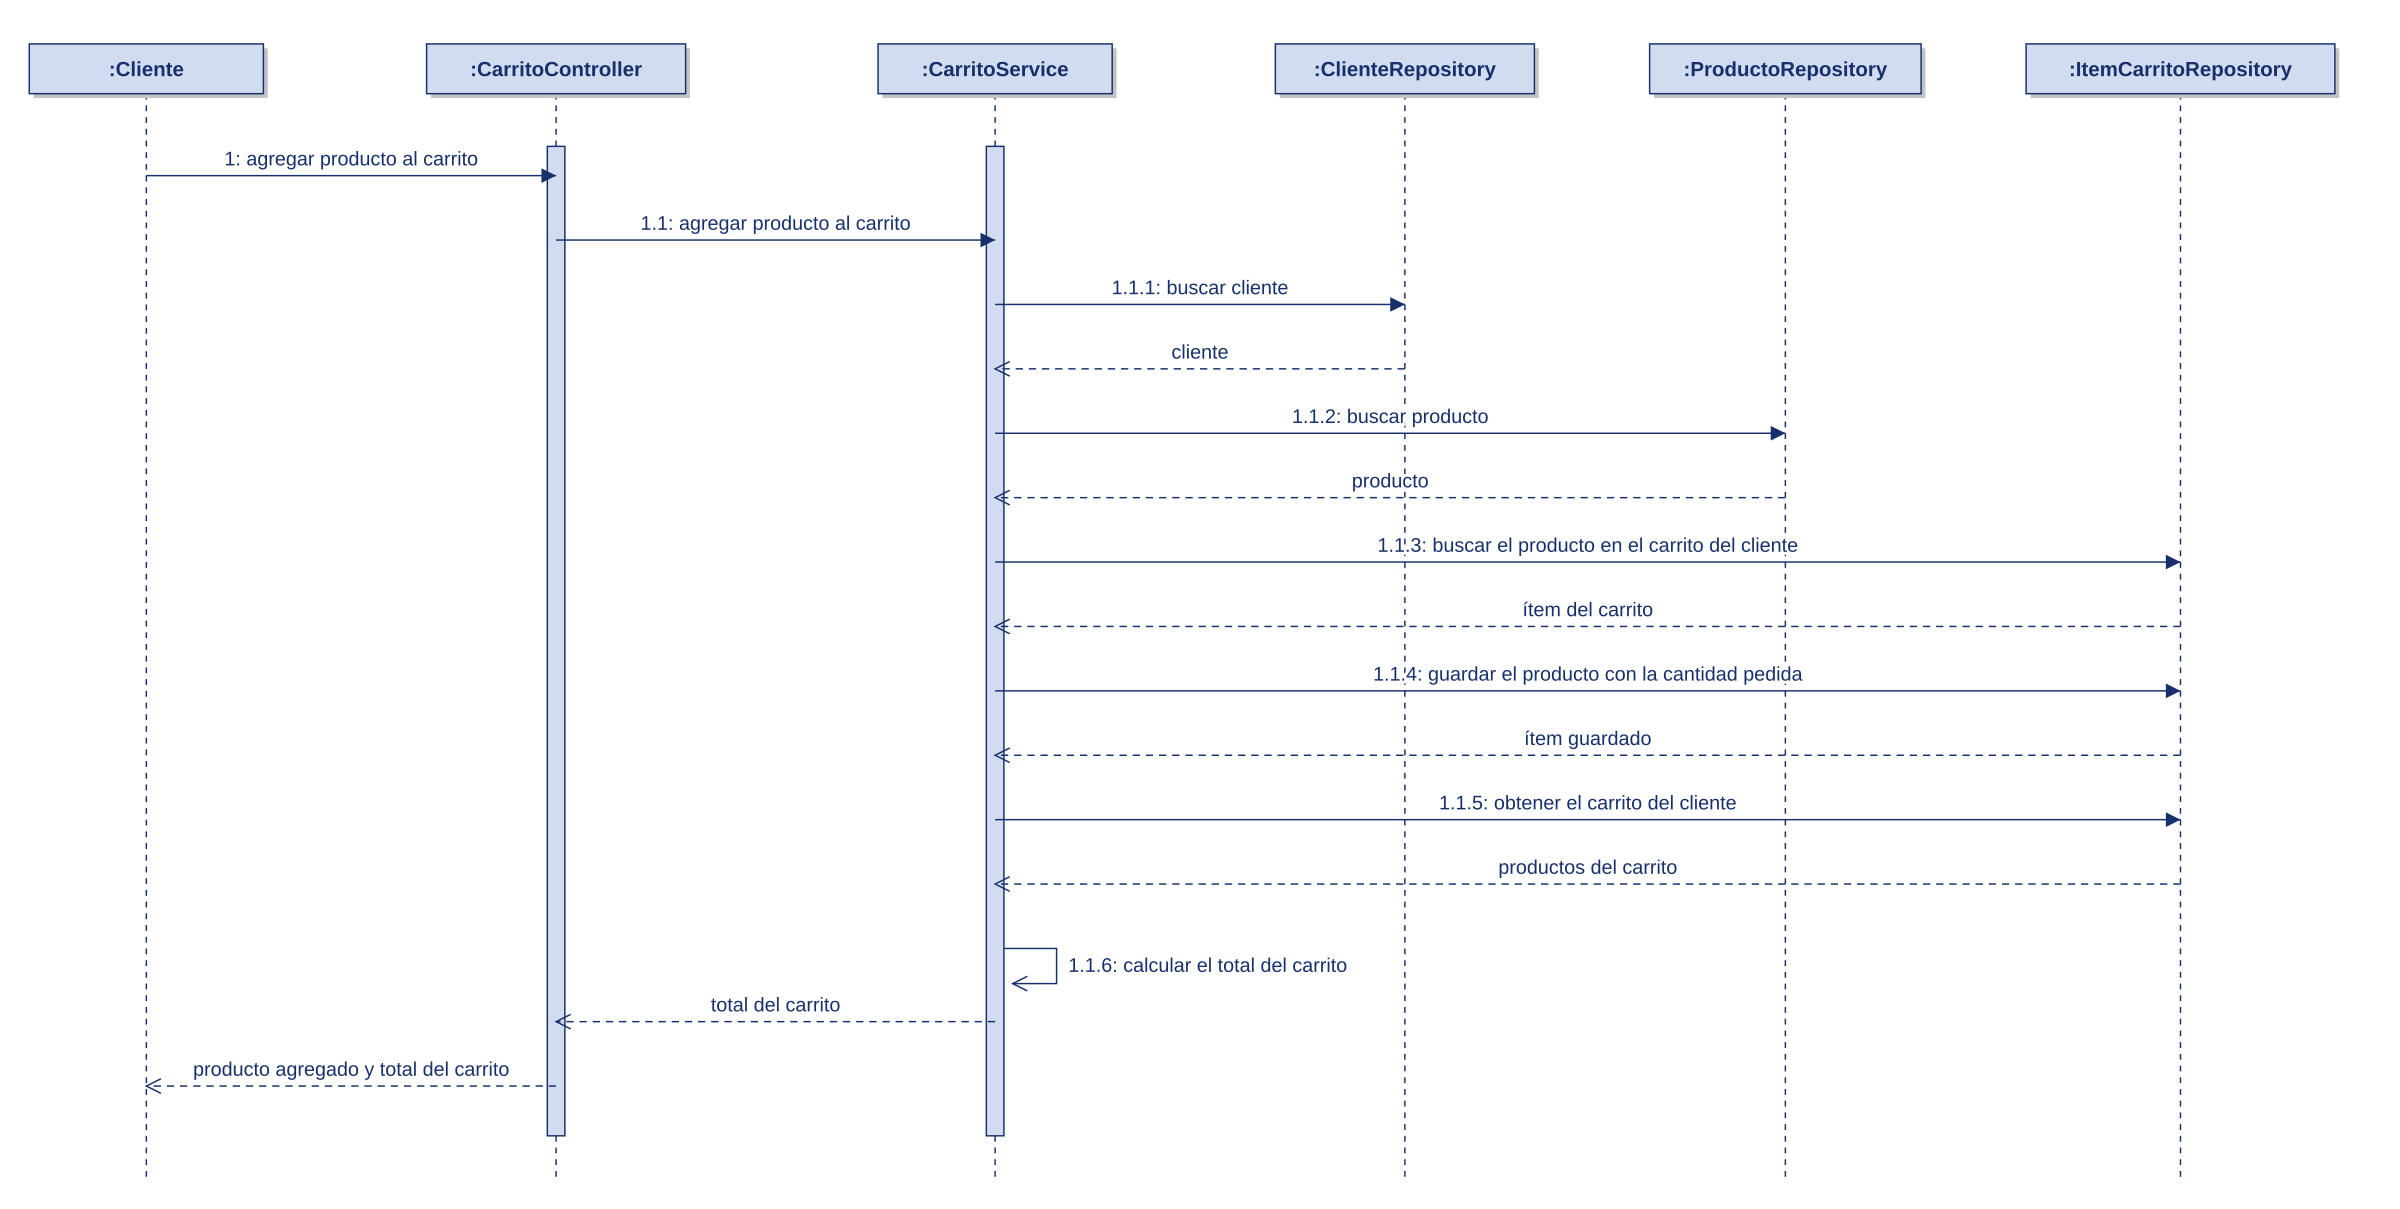 :Cliente
:CarritoController
:CarritoService
:ClienteRepository
:ProductoRepository
:ItemCarritoRepository
1: agregar producto al carrito
1.1: agregar producto al carrito
1.1.1: buscar cliente
cliente
1.1.2: buscar producto
producto
1.1.3: buscar el producto en el carrito del cliente
ítem del carrito
1.1.4: guardar el producto con la cantidad pedida
ítem guardado
1.1.5: obtener el carrito del cliente
productos del carrito
1.1.6: calcular el total del carrito
total del carrito
producto agregado y total del carrito